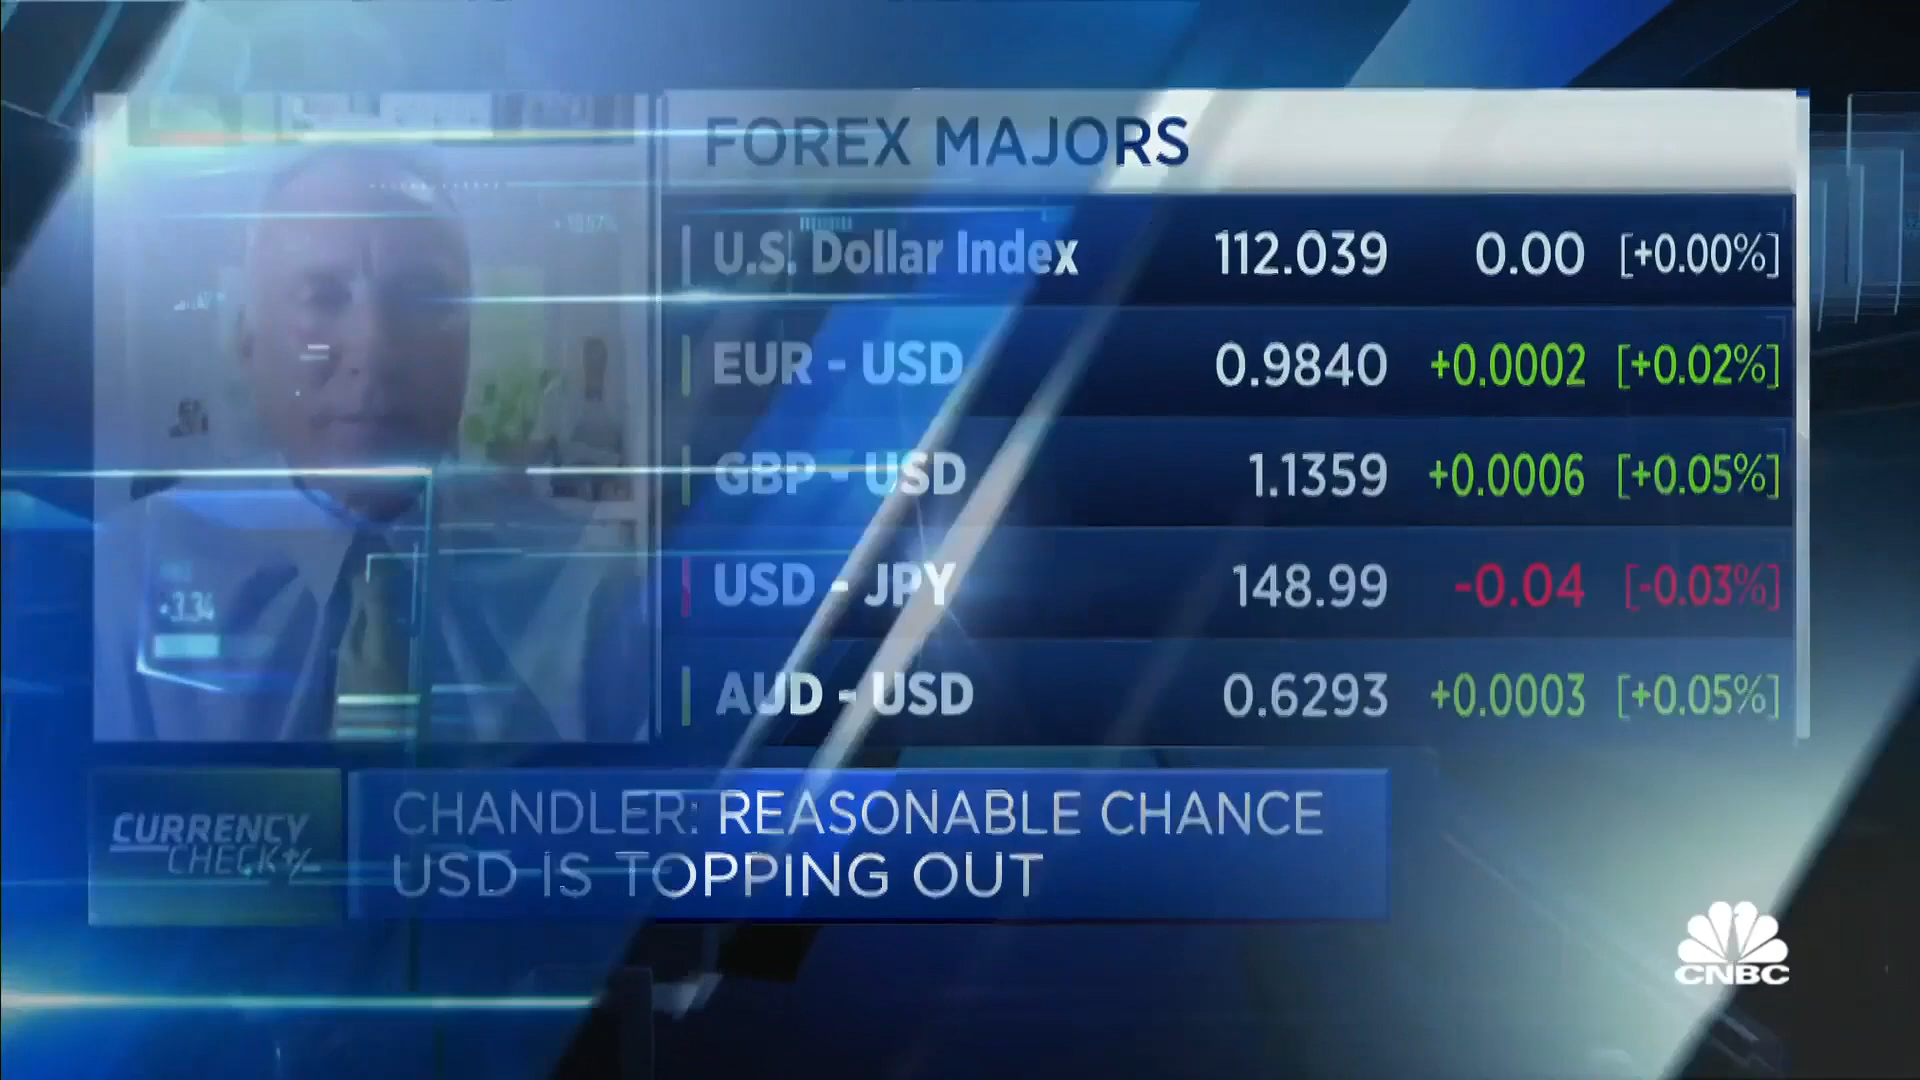 FOREX MAJORS
U.S. Dollar Index 112.039 0.00 [+0.00%]
EUR - USD 0.9840 +0.0002 [+0.02%]
GBP - USD 1.1359 +0.0006 [+0.05%]
USD - JPY 148.99 -0.04 [-0.03%]
AUD - USD 0.6293 +0.0003 [+0.05%]
+3.34
CURRENCY
CHECK+/-
CHANDLER: REASONABLE CHANCE
USD IS TOPPING OUT
CNBC